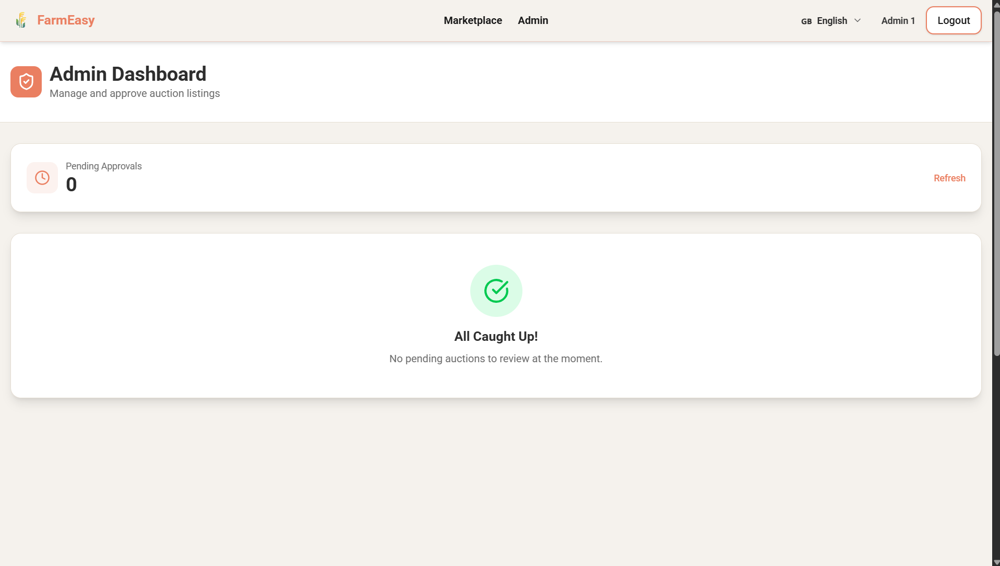 FarmEasy
Marketplace Admin
GB English
Admin 1
Logout
Admin Dashboard
Manage and approve auction listings
Pending Approvals
0
Refresh
All Caught Up!
No pending auctions to review at the moment.